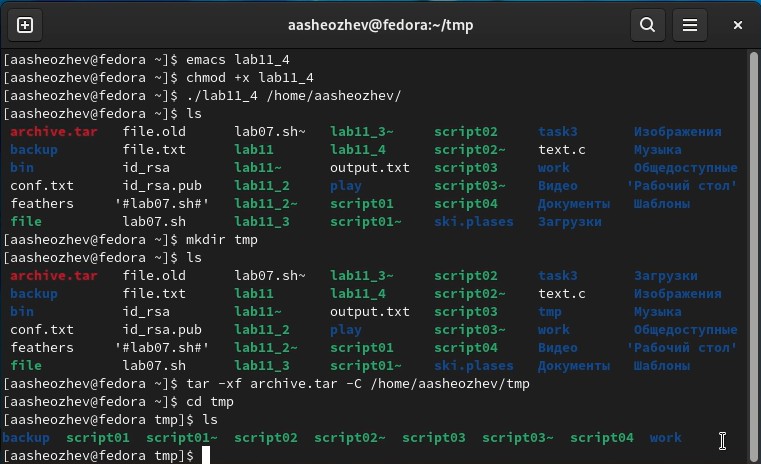 aasheozhev@fedora:~/tmp
[aasheozhev@fedora ~]$ emacs lab11_4
[aasheozhev@fedora ~]$ chmod +x lab11_4
[aasheozhev@fedora ~]$ ./lab11_4 /home/aasheozhev/
[aasheozhev@fedora ~]$ ls
archive.tar file.old lab07.sh~ lab11_3~ script02 task3 Изображения
backup file.txt lab11 lab11_4 script02~ text.c Музыка
bin id_rsa lab11~ output.txt script03 work Общедоступные
conf.txt id_rsa.pub lab11_2 play script03~ Видео 'Рабочий стол'
feathers '#lab07.sh#' lab11_2~ script01 script04 Документы Шаблоны
file lab07.sh lab11_3 script01~ ski.plases Загрузки
[aasheozhev@fedora ~]$ mkdir tmp
[aasheozhev@fedora ~]$ ls
archive.tar file.old lab07.sh~ lab11_3~ script02 task3 Загрузки
backup file.txt lab11 lab11_4 script02~ text.c Изображения
bin id_rsa lab11~ output.txt script03 tmp Музыка
conf.txt id_rsa.pub lab11_2 play script03~ work Общедоступные
feathers '#lab07.sh#' lab11_2~ script01 script04 Видео 'Рабочий стол'
file lab07.sh lab11_3 script01~ ski.plases Документы Шаблоны
[aasheozhev@fedora ~]$ tar -xf archive.tar -C /home/aasheozhev/tmp
[aasheozhev@fedora ~]$ cd tmp
[aasheozhev@fedora tmp]$ ls
backup script01 script01~ script02 script02~ script03 script03~ script04 work
[aasheozhev@fedora tmp]$